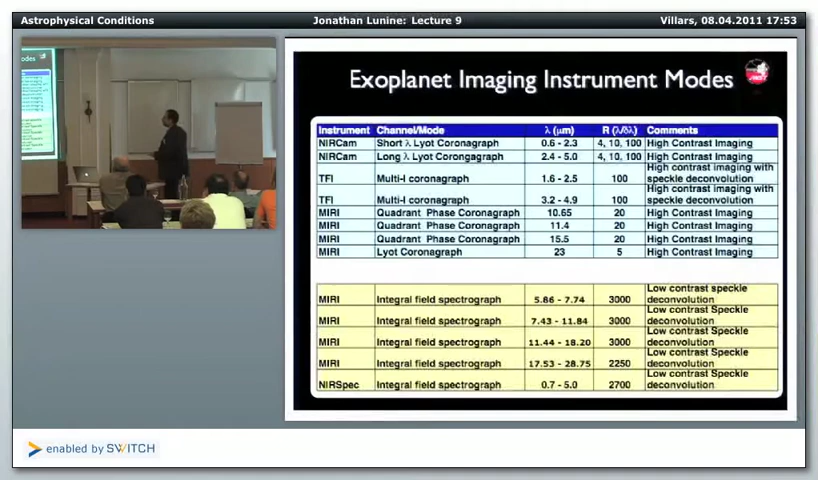 Astrophysical Conditions
Jonathan Lunine: Lecture 9
Villars, 08.04.2011 17:53
Exoplanet Imaging Instrument Modes
Instrument Channel/Mode λ (μm) R (λ/δλ) Comments
NIRCam Short λ Lyot Coronagraph 0.6 - 2.3 4, 10, 100 High Contrast Imaging
NIRCam Long λ Lyot Corongagraph 2.4 - 5.0 4, 10, 100 High Contrast Imaging
TFI Multi-l coronagraph 1.6 - 2.5 100 High contrast imaging with
speckle deconvolution
TFI Multi-l coronagraph 3.2 - 4.9 100 High contrast imaging with
speckle deconvolution
MIRI Quadrant Phase Coronagraph 10.65 20 High Contrast Imaging
MIRI Quadrant Phase Coronagraph 11.4 20 High Contrast Imaging
MIRI Quadrant Phase Coronagraph 15.5 20 High Contrast Imaging
MIRI Lyot Coronagraph 23 5 High Contrast Imaging
MIRI Integral field spectrograph 5.86 - 7.74 3000 Low contrast speckle
deconvolution
MIRI Integral field spectrograph 7.43 - 11.84 3000 Low contrast Speckle
deconvolution
MIRI Integral field spectrograph 11.44 - 18.20 3000 Low contrast Speckle
deconvolution
MIRI Integral field spectrograph 17.53 - 28.75 2250 Low contrast Speckle
deconvolution
NIRSpec Integral field spectrograph 0.7 - 5.0 2700 Low contrast Speckle
deconvolution
enabled by SWITCH